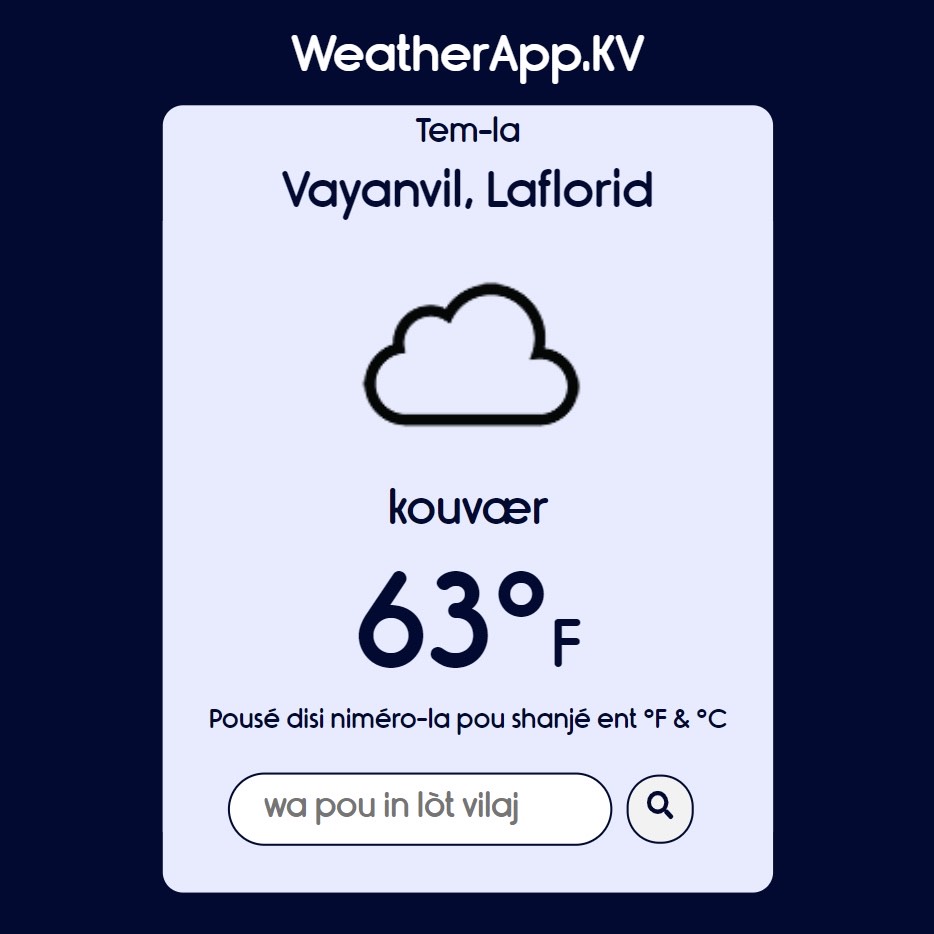 WeatherApp.KV
Tem-la
Vayanvil, Laflorid
kouvær
63°F
Pousé disi niméro-la pou shanjé ent °F & °C
wa pou in lòt vilaj